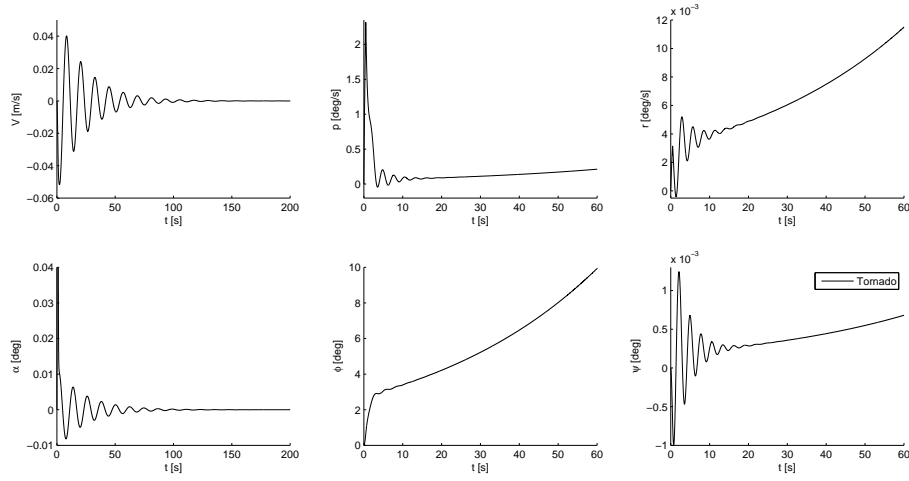 0.04
0.02
0
−0.02
−0.04
−0.06
0 50 100 150 200
t [s]
V [m/s]
2
1.5
1
0.5
0
0 10 20 30 40 50 60
t [s]
p [deg/s]
x 10⁻³
12
10
8
6
4
2
0
0 10 20 30 40 50 60
t [s]
r [deg/s]
0.04
0.03
0.02
0.01
0
−0.01
0 50 100 150 200
t [s]
α [deg]
10
8
6
4
2
0
0 10 20 30 40 50 60
t [s]
ϕ [deg]
x 10⁻³
1
0.5
0
−0.5
−1
0 10 20 30 40 50 60
t [s]
ψ [deg]
Tornado